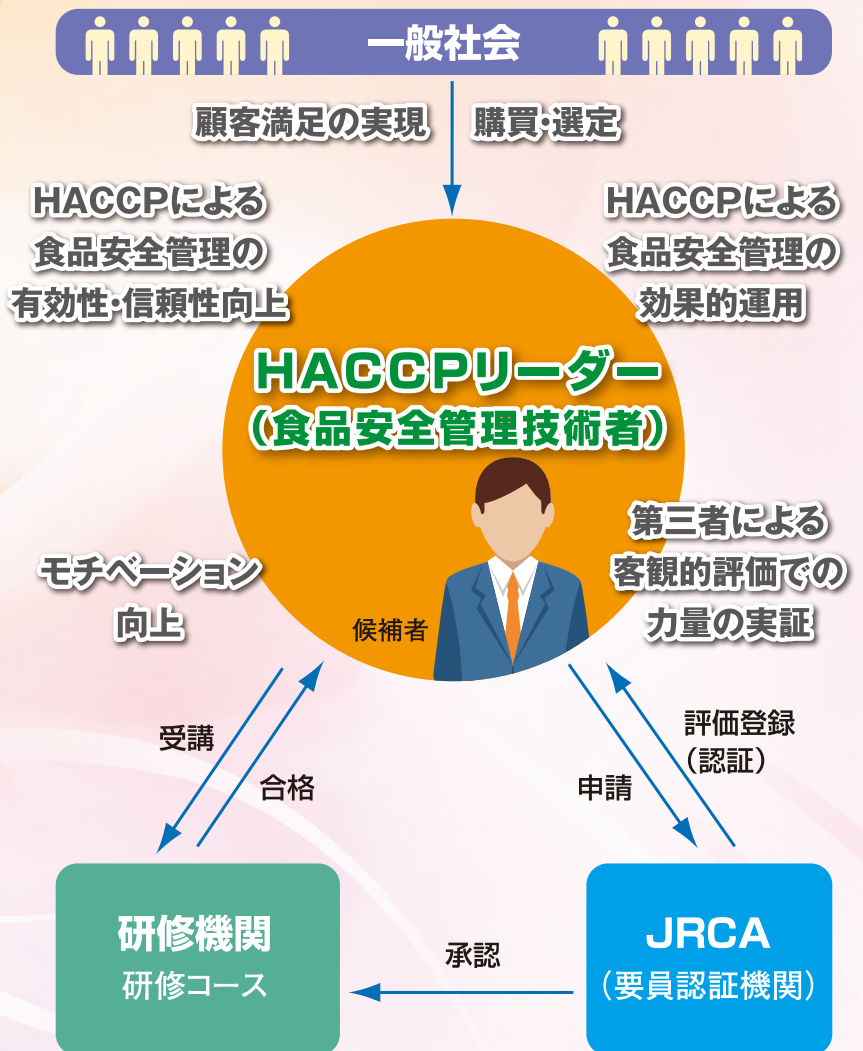 一般社会
顧客満足の実現
購買・選定
HACCPによる
食品安全管理の
有効性・信頼性向上
HACCPによる
食品安全管理の
効果的運用
HACCPリーダー
（食品安全管理技術者）
モチベーション
向上
候補者
第三者による
客観的評価での
力量の実証
受講
合格
申請
評価登録
（認証）
研修機関
研修コース
承認
JRCA
（要員認証機関）